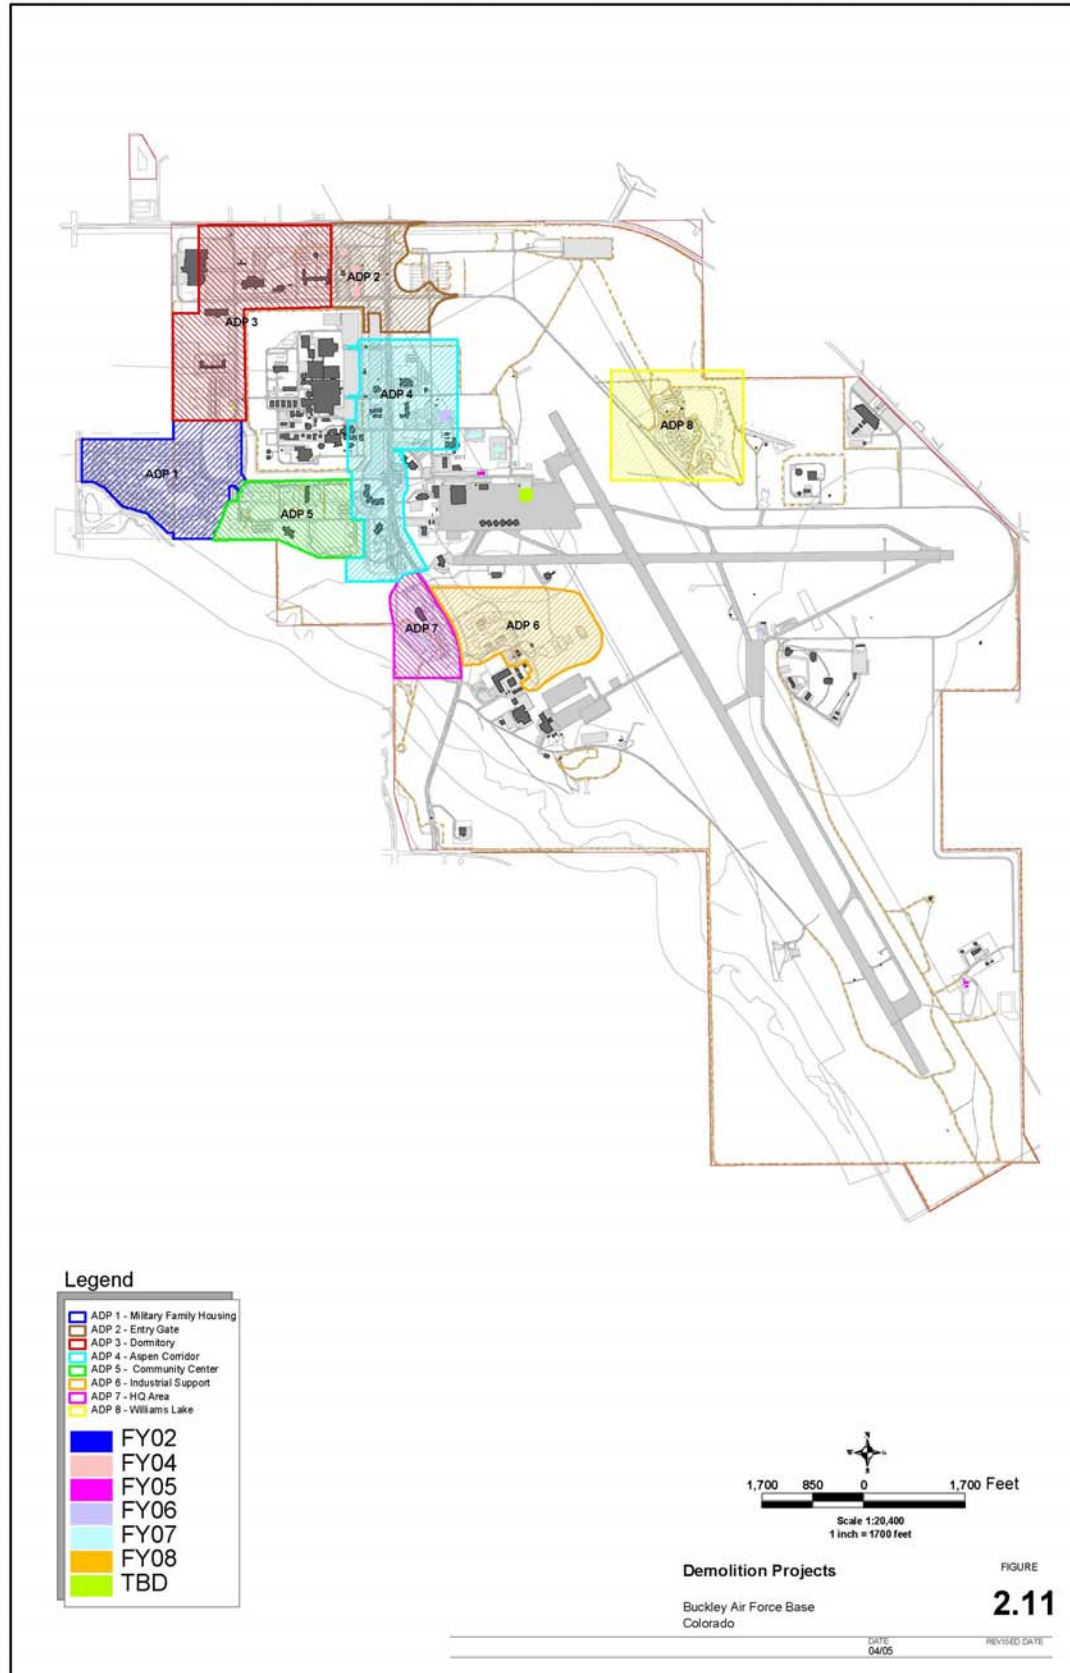 ADP 2
ADP 3
ADP 4
ADP 8
ADP 1
ADP 5
ADP 7
ADP 6
Legend
ADP 1 - Military Family Housing
ADP 2 - Entry Gate
ADP 3 - Dormitory
ADP 4 - Aspen Corridor
ADP 5 - Community Center
ADP 6 - Industrial Support
ADP 7 - HQ Area
ADP 8 - Williams Lake
FY02
FY04
FY05
FY06
FY07
FY08
TBD
N
W
S
1,700 850 0 1,700 Feet
Scale 1:20,400
1 inch = 1700 feet
Demolition Projects
FIGURE
Buckley Air Force Base
2.11
Colorado
DATE
REVISED DATE
04/05